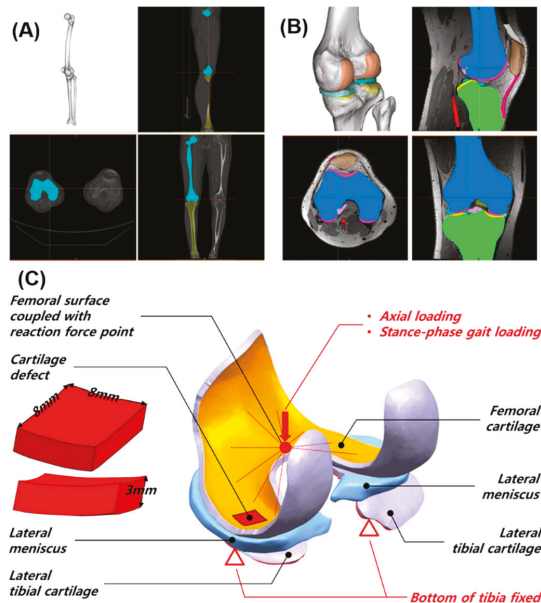 (A)
(B)
(C)
Femoral surface
coupled with
reaction force point
• Axial loading
• Stance-phase gait loading
Cartilage
defect
8mm
8mm
3mm
Femoral
cartilage
Lateral
meniscus
Lateral
tibial cartilage
Lateral
meniscus
Lateral
tibial cartilage
Bottom of tibia fixed